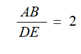 AB/DE = 2